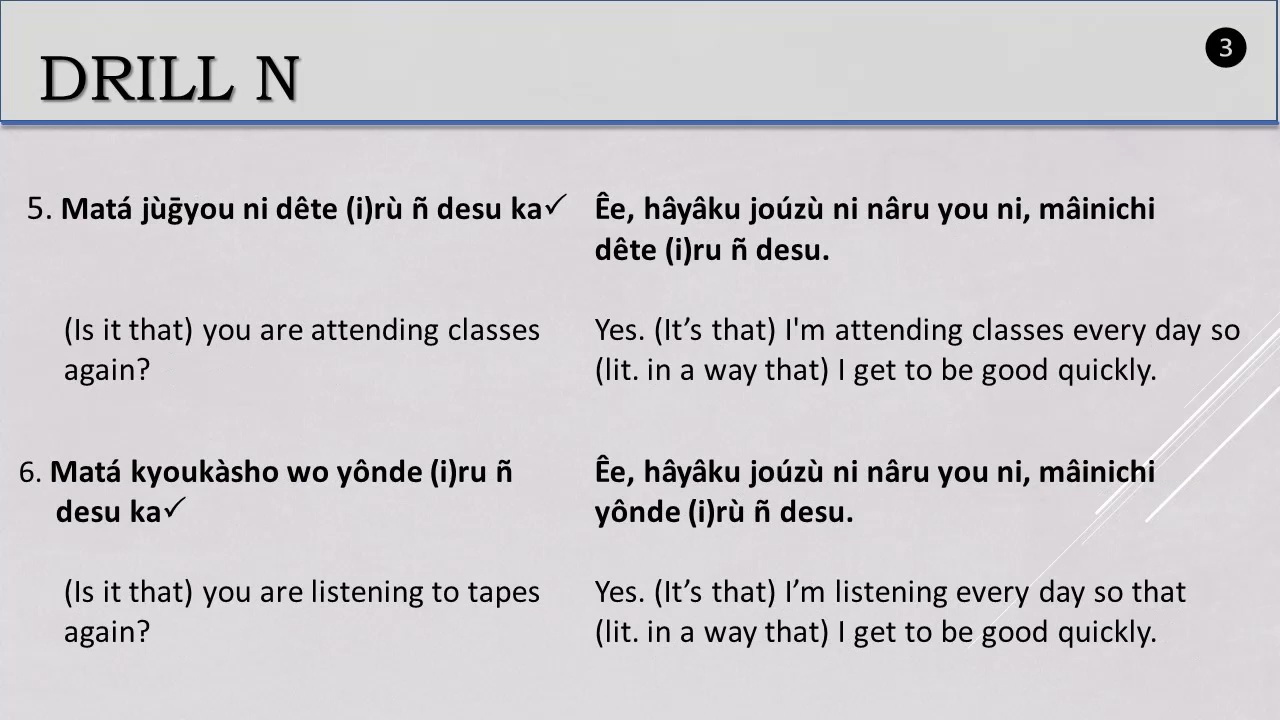 DRILL N
3
5. Matá jùḡyou ni dête (i)rù ñ desu ka✓
Êe, hâyâku joúzù ni nâru you ni, mâinichi
dête (i)ru ñ desu.
(Is it that) you are attending classes
again?
Yes. (It’s that) I'm attending classes every day so
(lit. in a way that) I get to be good quickly.
6. Matá kyoukàsho wo yônde (i)ru ñ
desu ka✓
Êe, hâyâku joúzù ni nâru you ni, mâinichi
yônde (i)rù ñ desu.
(Is it that) you are listening to tapes
again?
Yes. (It’s that) I’m listening every day so that
(lit. in a way that) I get to be good quickly.